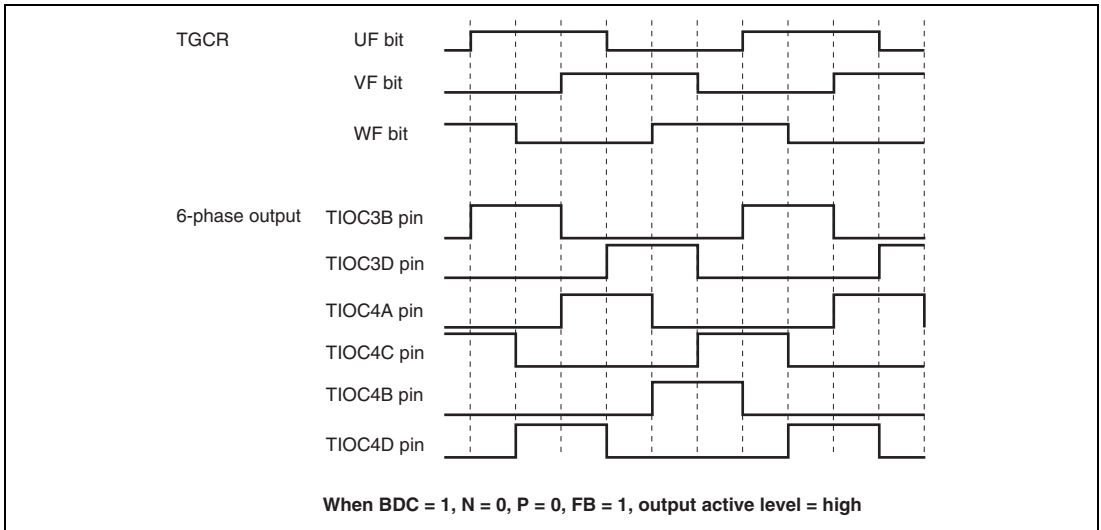 TGCR UF bit
VF bit
WF bit
6-phase output TIOC3B pin
TIOC3D pin
TIOC4A pin
TIOC4C pin
TIOC4B pin
TIOC4D pin
When BDC = 1, N = 0, P = 0, FB = 1, output active level = high